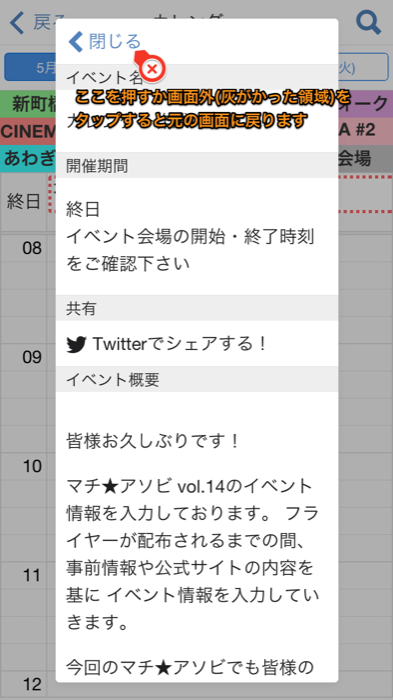 戻る
カレンダー
5月
(火)
閉じる
イベント名
ここを押すか画面外(灰がかった領域)を
タップすると元の画面に戻ります
新町橋
オーク
CINEM
A #2
あわぎ
会場
開催期間
終日
終日
イベント会場の開始・終了時刻
をご確認下さい
08
共有
Twitterでシェアする！
09
イベント概要
皆様お久しぶりです！
10
マチ★アソビ vol.14のイベント
情報を入力しております。 フラ
イヤーが配布されるまでの間、
事前情報や公式サイトの内容を
基に イベント情報を入力してい
きます。
11
今回のマチ★アソビでも皆様の
12